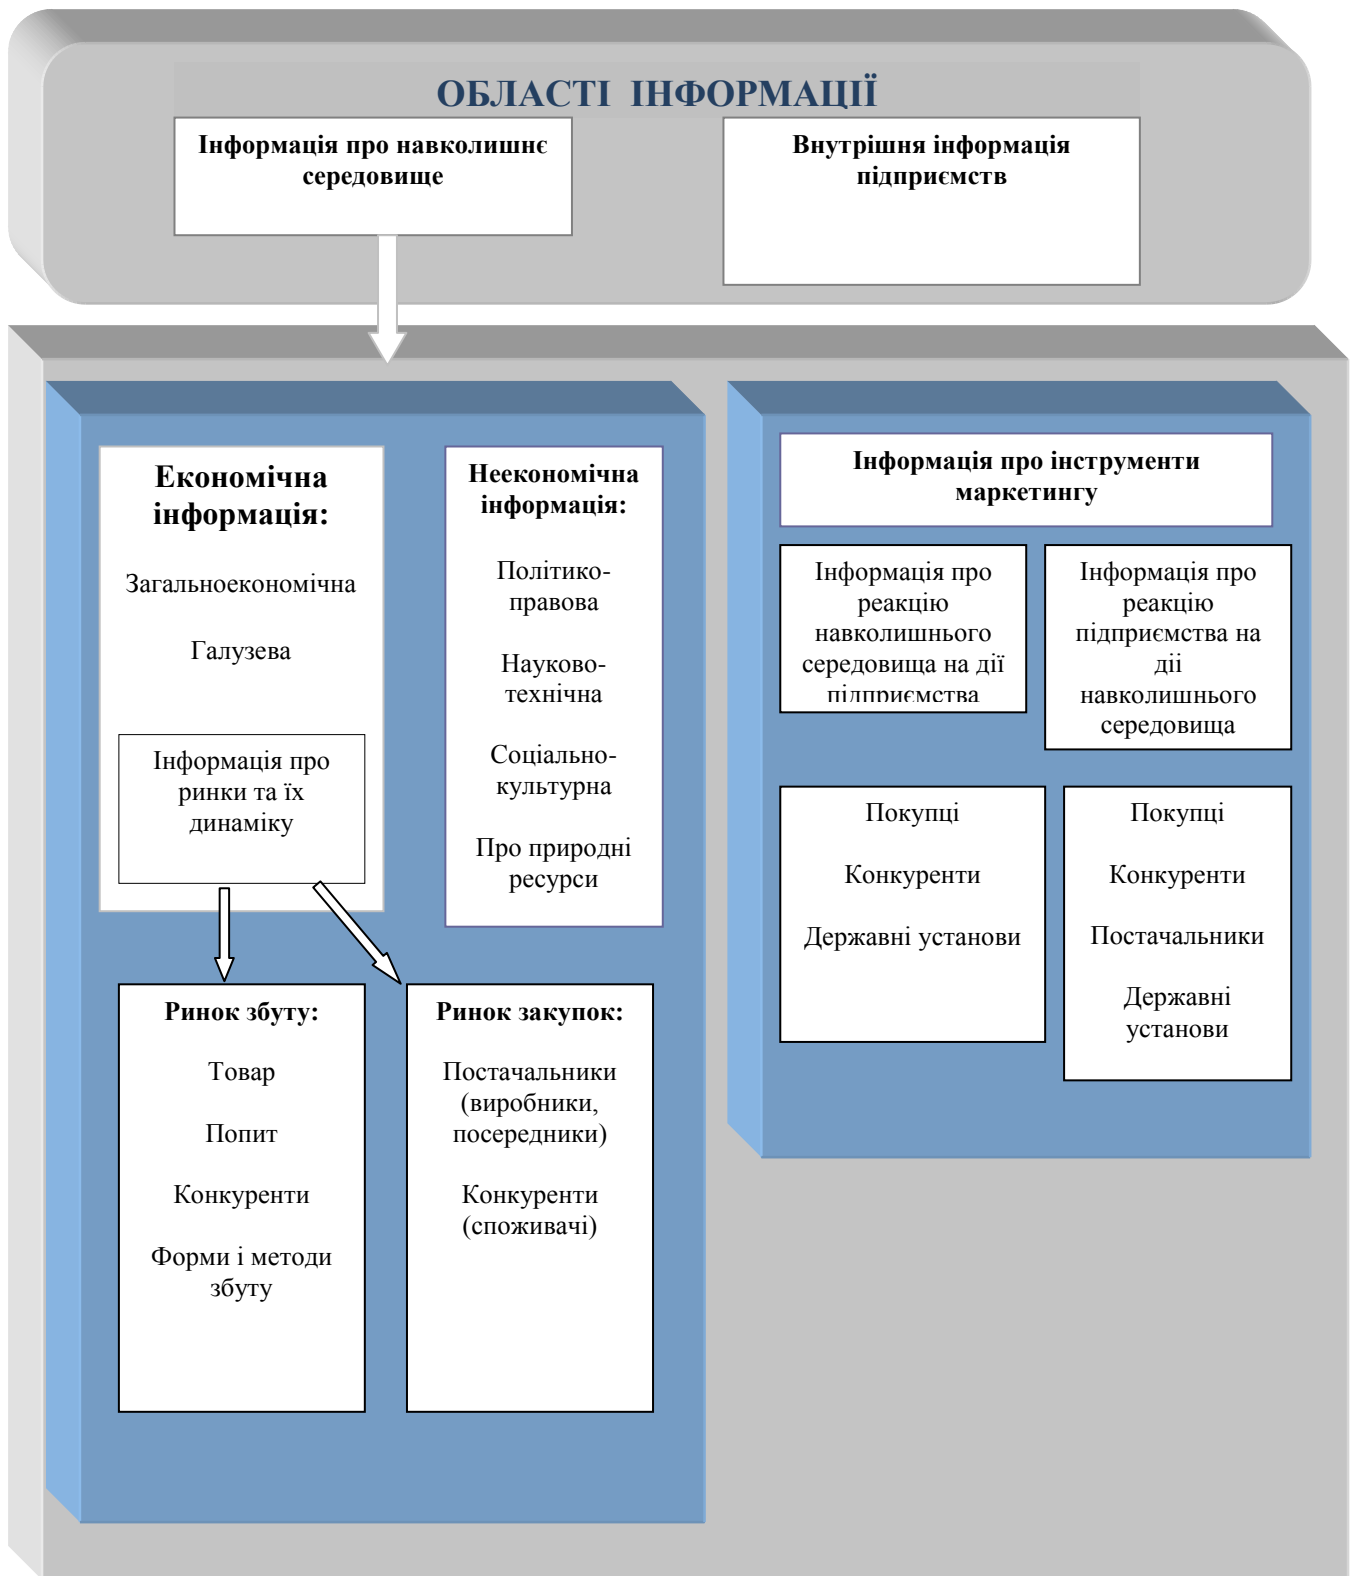 ОБЛАСТІ ІНФОРМАЦІЇ
Інформація про навколишнє
середовище
Внутрішня інформація
підприємств
Економічна
інформація:
Загальноекономічна
Галузева
Інформація про
ринки та їх
динаміку
Неекономічна
інформація:
Політико-
правова
Науково-
технічна
Соціально-
культурна
Про природні
ресурси
Ринок збуту:
Товар
Попит
Конкуренти
Форми і методи
збуту
Ринок закупок:
Постачальники
(виробники,
посередники)
Конкуренти
(споживачі)
Інформація про інструменти
маркетингу
Інформація про
реакцію
навколишнього
середовища на дії
підприємства
Інформація про
реакцію
підприємства на
діі
навколишнього
середовища
Покупці
Конкуренти
Державні установи
Покупці
Конкуренти
Постачальники
Державні
установи